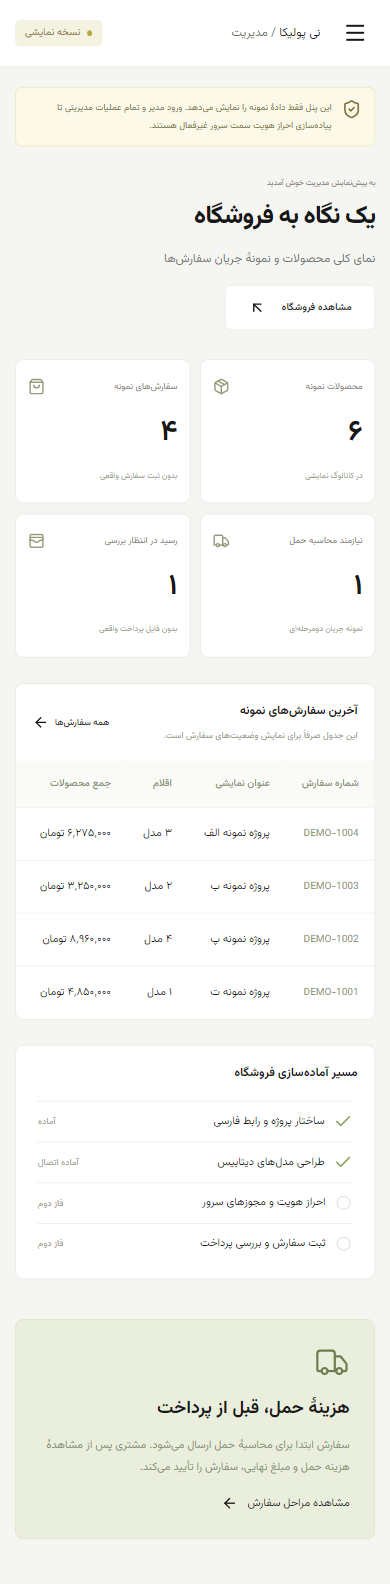 نی پولیکا / مدیریت
نسخه نمایشی
این پنل فقط دادهٔ نمونه را نمایش می‌دهد. ورود مدیر و تمام عملیات مدیریتی تا
پیاده‌سازی احراز هویت سمت سرور غیرفعال هستند.
به پیش‌نمایش مدیریت خوش آمدید
یک نگاه به فروشگاه
نمای کلی محصولات و نمونهٔ جریان سفارش‌ها
مشاهده فروشگاه
محصولات نمونه
۶
در کاتالوگ نمایشی
سفارش‌های نمونه
۴
بدون ثبت سفارش واقعی
نیازمند محاسبه حمل
۱
نمونه جریان دومرحله‌ای
رسید در انتظار بررسی
۱
بدون فایل پرداخت واقعی
آخرین سفارش‌های نمونه
این جدول صرفاً برای نمایش وضعیت‌های سفارش است.
همه سفارش‌ها
شماره سفارش عنوان نمایشی اقلام جمع محصولات
DEMO-1004 پروژه نمونه الف ۳ مدل ۶,۲۷۵,۰۰۰ تومان
DEMO-1003 پروژه نمونه ب ۲ مدل ۳,۲۵۰,۰۰۰ تومان
DEMO-1002 پروژه نمونه پ ۴ مدل ۸,۹۶۰,۰۰۰ تومان
DEMO-1001 پروژه نمونه ت ۱ مدل ۴,۸۵۰,۰۰۰ تومان
مسیر آماده‌سازی فروشگاه
ساختار پروژه و رابط فارسی آماده
طراحی مدل‌های دیتابیس آماده اتصال
احراز هویت و مجوزهای سرور فاز دوم
ثبت سفارش و بررسی پرداخت فاز دوم
هزینهٔ حمل، قبل از پرداخت
سفارش ابتدا برای محاسبهٔ حمل ارسال می‌شود. مشتری پس از مشاهدهٔ
هزینه حمل و مبلغ نهایی، سفارش را تأیید می‌کند.
مشاهده مراحل سفارش